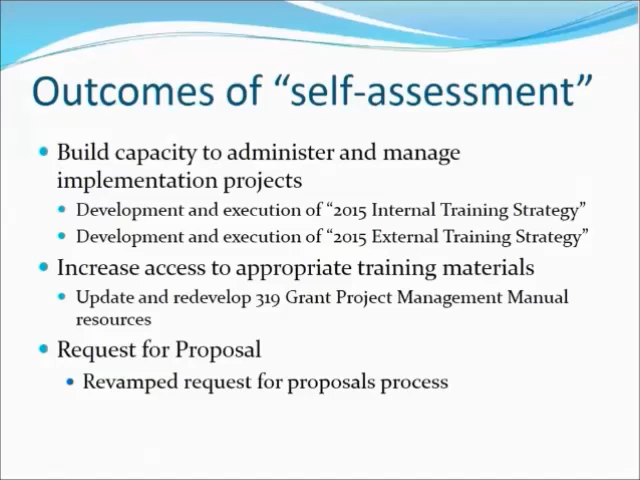 Outcomes of “self-assessment”
• Build capacity to administer and manage
implementation projects
• Development and execution of “2015 Internal Training Strategy”
• Development and execution of “2015 External Training Strategy”
• Increase access to appropriate training materials
• Update and redevelop 319 Grant Project Management Manual
resources
• Request for Proposal
• Revamped request for proposals process